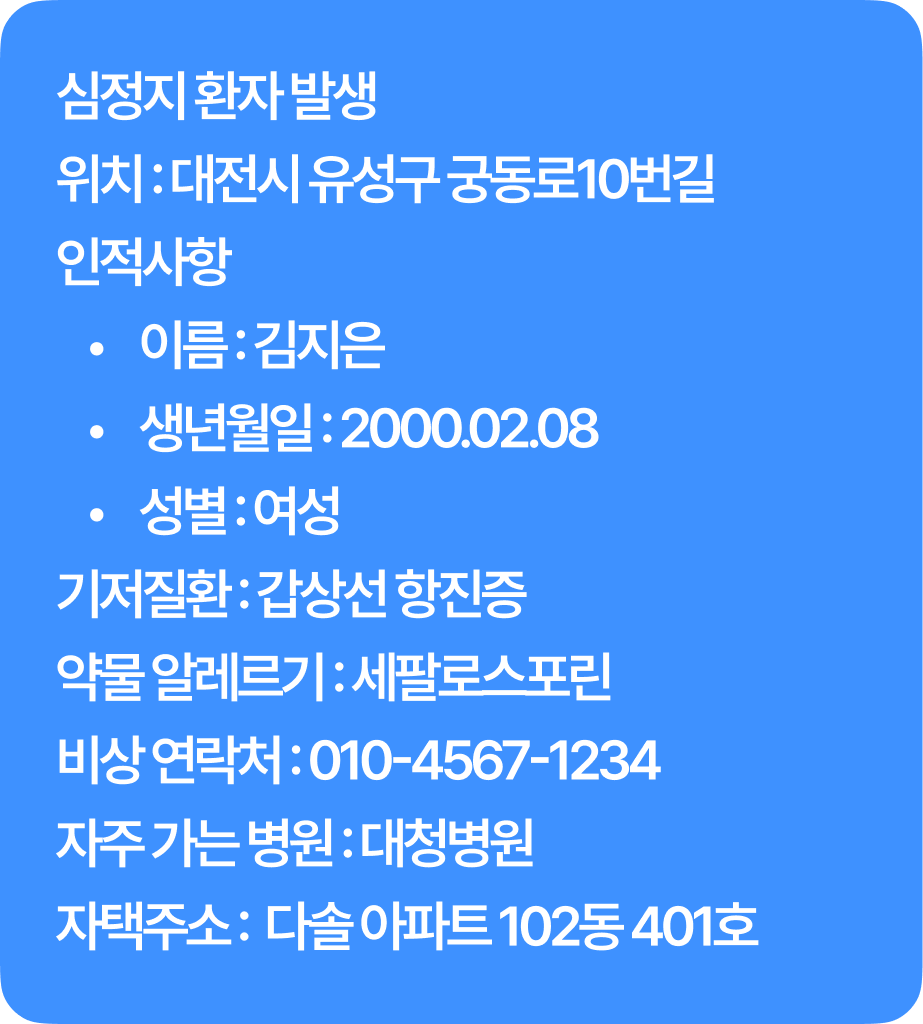 심정지 환자 발생
위치 : 대전시 유성구 궁동로10번길
인적사항
• 이름 : 김지은
• 생년월일 : 2000.02.08
• 성별 : 여성
기저질환 : 갑상선 항진증
약물 알레르기 : 세팔로스포린
비상 연락처 : 010-4567-1234
자주 가는 병원 : 대청병원
자택주소 : 다솔 아파트 102동 401호